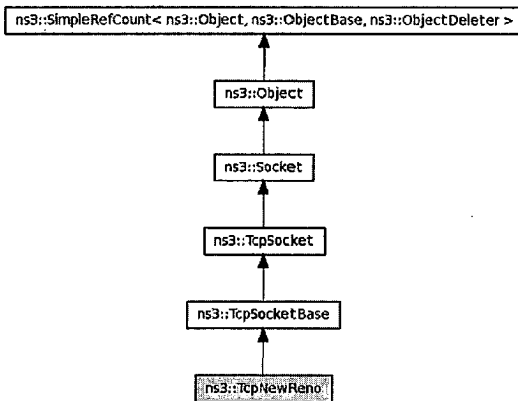 ns3::SimpleRefCount< ns3::Object, ns3::ObjectBase, ns3::ObjectDeleter >
ns3::Object
ns3::Socket
ns3::TcpSocket
ns3::TcpSocketBase
ns3::TcpNewReno